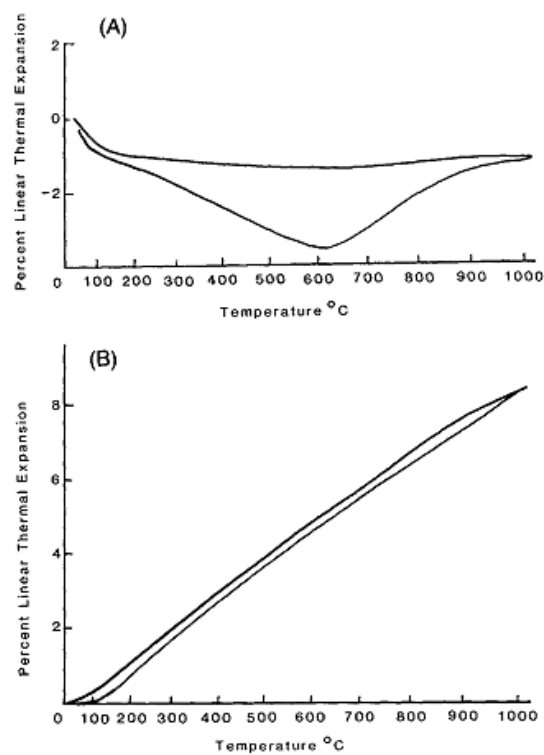 (A)
Percent Linear Thermal Expansion
2
0
-2
0 100 200 300 400 500 600 700 800 900 1000
Temperature °C
(B)
Percent Linear Thermal Expansion
8
6
4
2
0 100 200 300 400 500 600 700 800 900 1000
Temperature °C